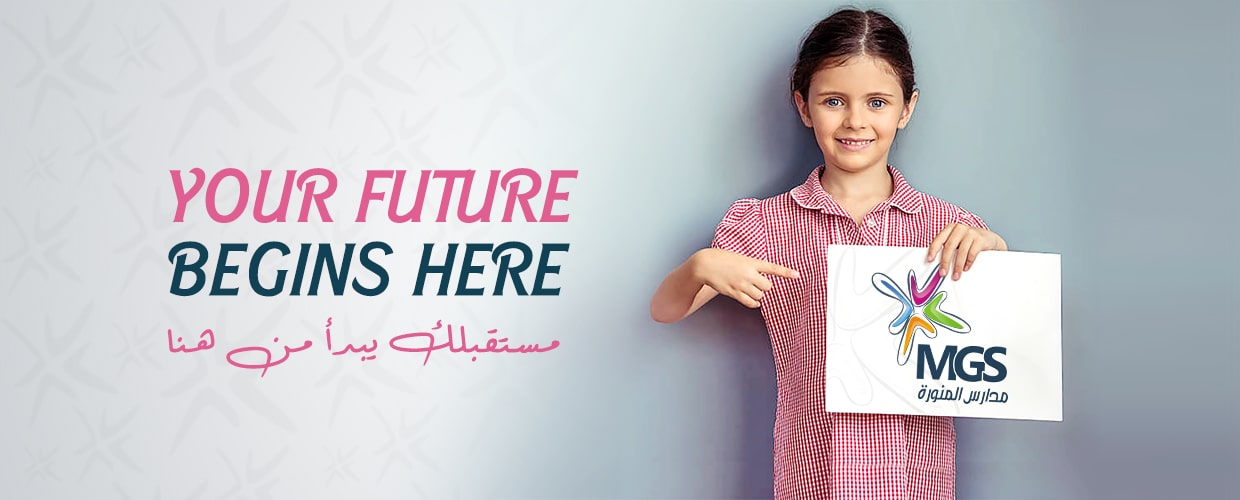 YOUR FUTURE
BEGINS HERE
مستقبلك يبدأ من هنا
MGS
مدارس المنورة